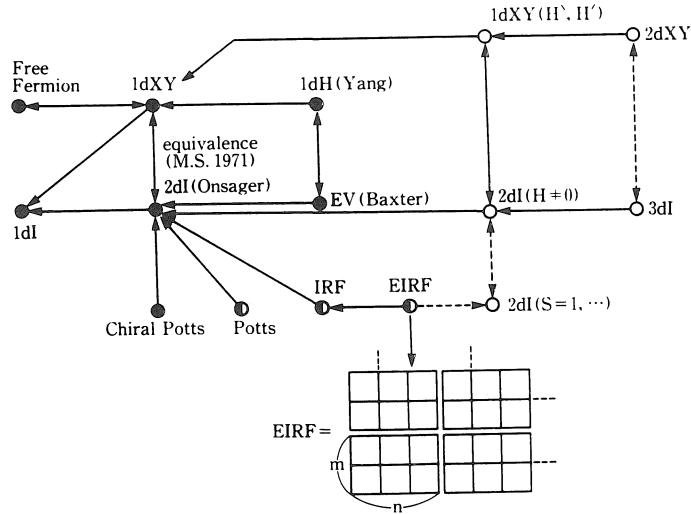 1dXY(H`, H′)
2dXY
Free
Fermion
1dXY
1dH(Yang)
equivalence
(M.S. 1971)
2dI(Onsager)
EV(Baxter)
2dI(H≠0)
3dI
1dI
IRF
EIRF
2dI(S=1, ⋯)
Chiral Potts
Potts
EIRF=
m
n